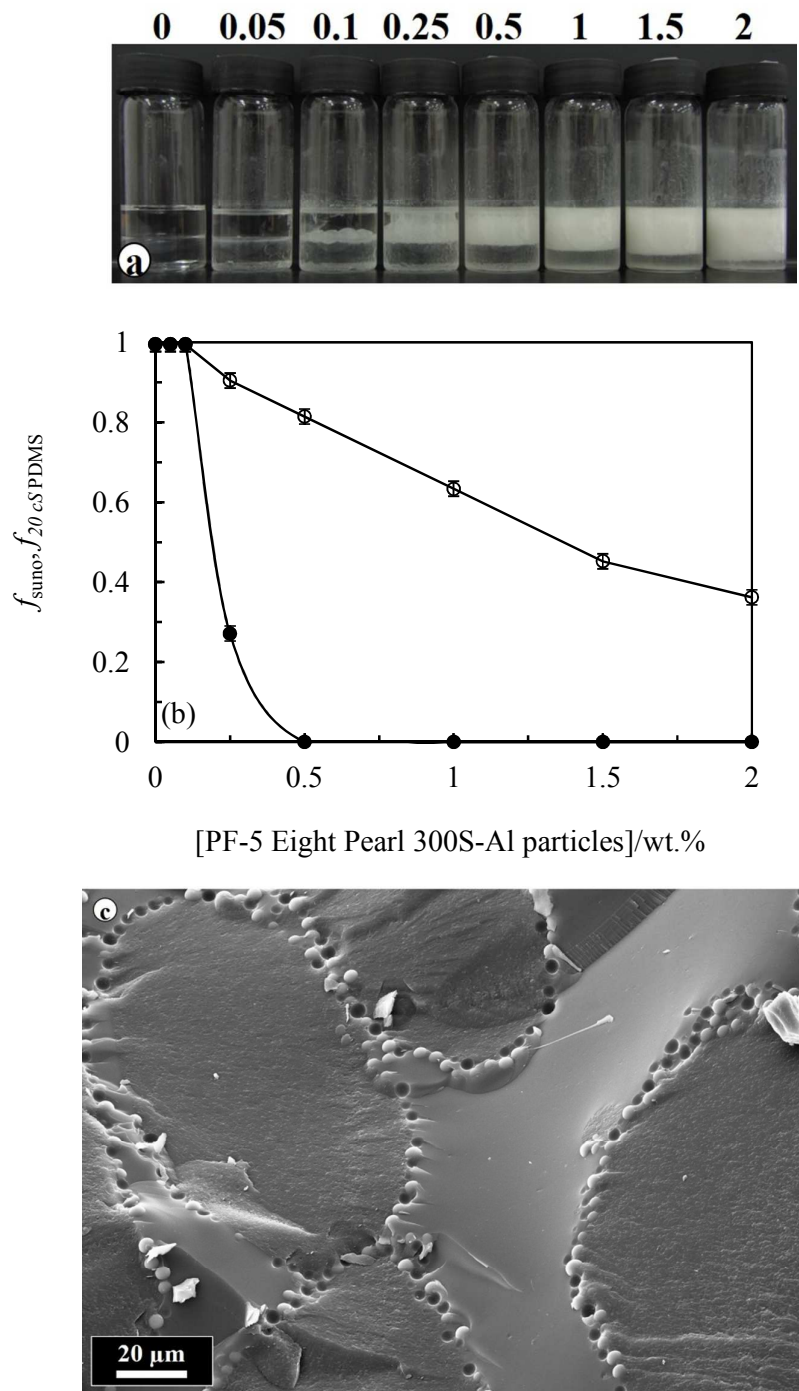 0 0.05 0.1 0.25 0.5 1 1.5 2
a
1
0.8
0.6
0.4
0.2
0
f_suno, f_20 cS PDMS
(b)
0 0.5 1 1.5 2
[PF-5 Eight Pearl 300S-Al particles]/wt.%
c
20 µm